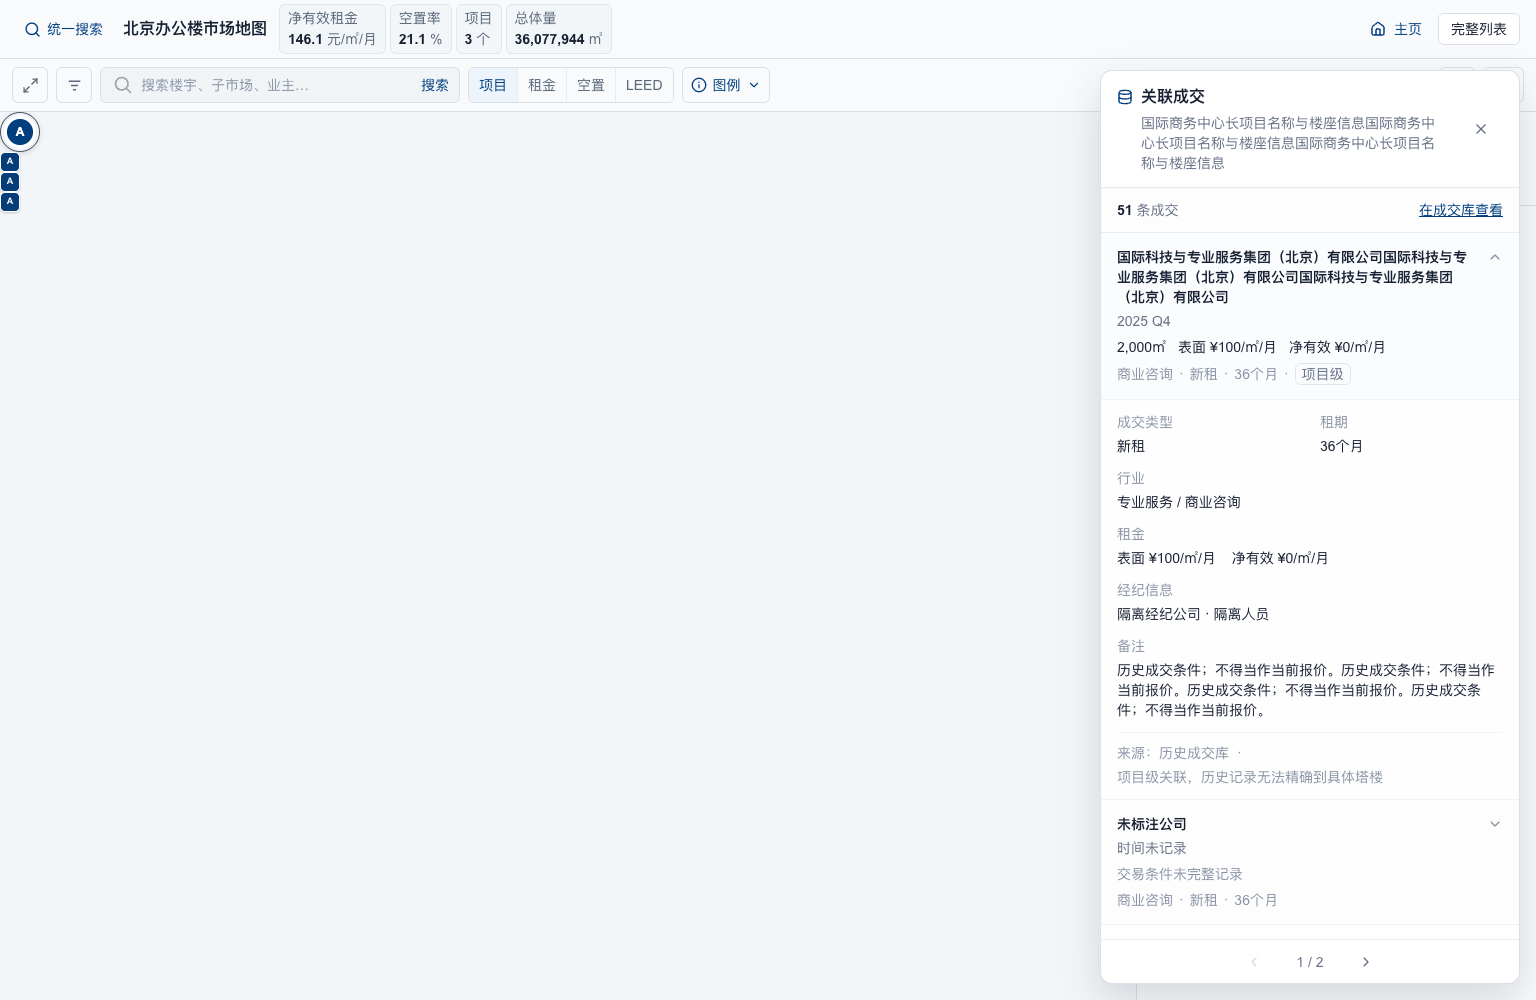 统一搜索
北京办公楼市场地图
净有效租金
146.1 元/㎡/月
空置率
21.1 %
项目
3 个
总体量
36,077,944 ㎡
主页
完整列表
搜索楼宇、子市场、业主...
搜索
项目
租金
空置
LEED
图例
A
A
A
A
关联成交
国际商务中心长项目名称与楼座信息国际商务中
心长项目名称与楼座信息国际商务中心长项目名
称与楼座信息
51 条成交
在成交库查看
国际科技与专业服务集团（北京）有限公司国际科技与专
业服务集团（北京）有限公司国际科技与专业服务集团
（北京）有限公司
2025 Q4
2,000㎡ 表面 ¥100/㎡/月 净有效 ¥0/㎡/月
商业咨询 · 新租 · 36个月 · 项目级
成交类型
新租
租期
36个月
行业
专业服务 / 商业咨询
租金
表面 ¥100/㎡/月 净有效 ¥0/㎡/月
经纪信息
隔离经纪公司 · 隔离人员
备注
历史成交条件；不得当作当前报价。历史成交条件；不得当作
当前报价。历史成交条件；不得当作当前报价。历史成交条
件；不得当作当前报价。
来源：历史成交库 ·
项目级关联，历史记录无法精确到具体塔楼
未标注公司
时间未记录
交易条件未完整记录
商业咨询 · 新租 · 36个月
1 / 2